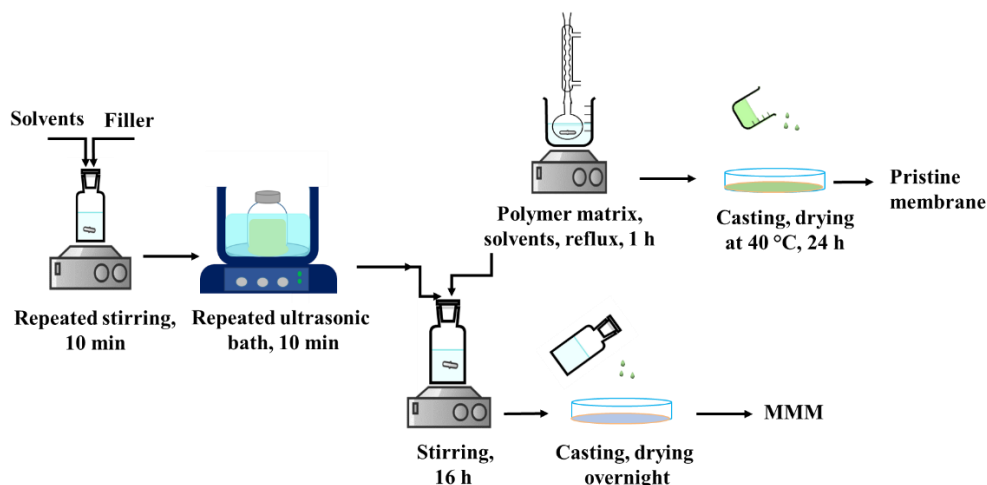 Solvents
Filler
Repeated stirring,
10 min
Repeated ultrasonic
bath, 10 min
Polymer matrix,
solvents, reflux, 1 h
Casting, drying
at 40 °C, 24 h
Pristine
membrane
Stirring,
16 h
Casting, drying
overnight
MMM